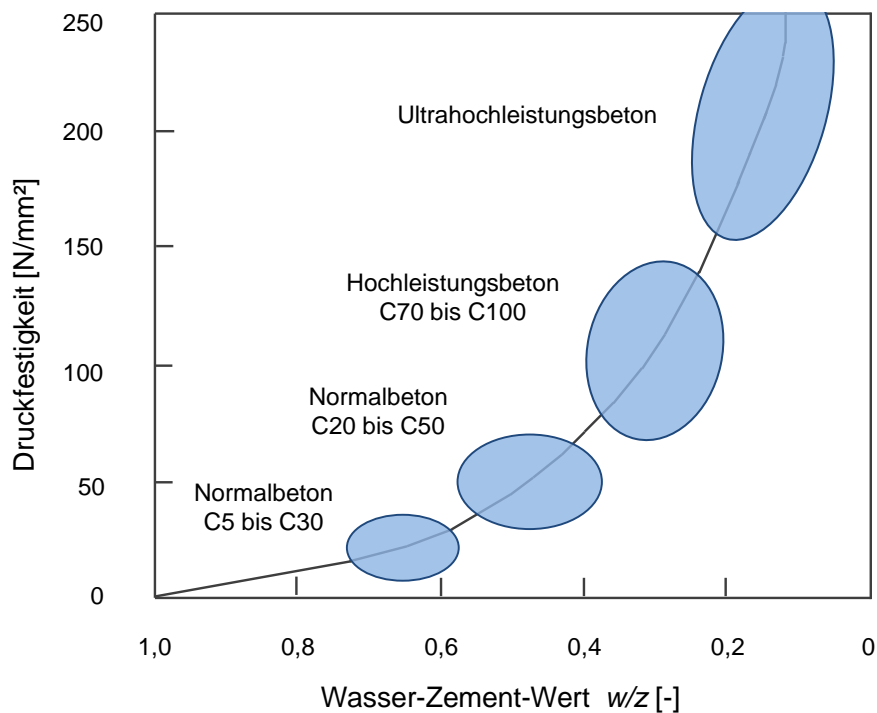 250
200
150
100
50
0
Druckfestigkeit [N/mm²]
Ultrahochleistungsbeton
Hochleistungsbeton
C70 bis C100
Normalbeton
C20 bis C50
Normalbeton
C5 bis C30
1,0 0,8 0,6 0,4 0,2 0
Wasser-Zement-Wert w/z [-]